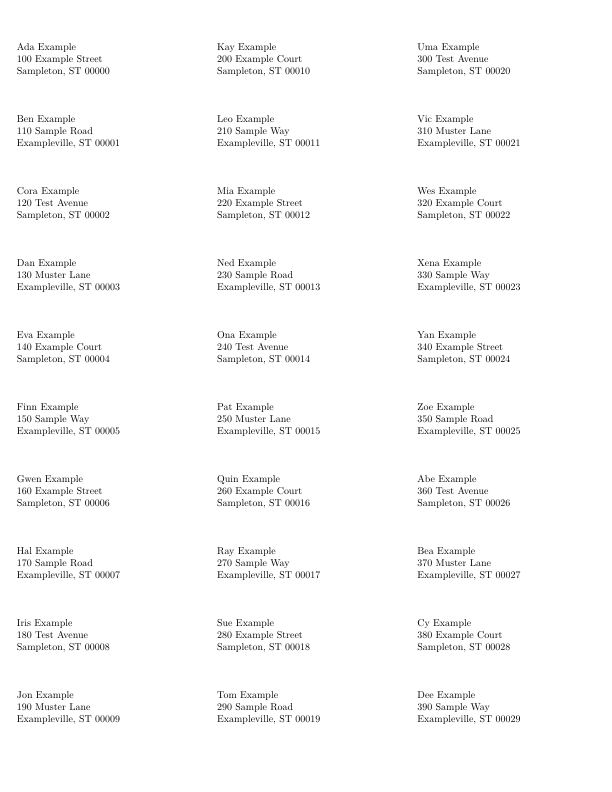 Ada Example
100 Example Street
Sampleton, ST 00000
Ben Example
110 Sample Road
Exampleville, ST 00001
Cora Example
120 Test Avenue
Sampleton, ST 00002
Dan Example
130 Muster Lane
Exampleville, ST 00003
Eva Example
140 Example Court
Sampleton, ST 00004
Finn Example
150 Sample Way
Exampleville, ST 00005
Gwen Example
160 Example Street
Sampleton, ST 00006
Hal Example
170 Sample Road
Exampleville, ST 00007
Iris Example
180 Test Avenue
Sampleton, ST 00008
Jon Example
190 Muster Lane
Exampleville, ST 00009
Kay Example
200 Example Court
Sampleton, ST 00010
Leo Example
210 Sample Way
Exampleville, ST 00011
Mia Example
220 Example Street
Sampleton, ST 00012
Ned Example
230 Sample Road
Exampleville, ST 00013
Ona Example
240 Test Avenue
Sampleton, ST 00014
Pat Example
250 Muster Lane
Exampleville, ST 00015
Quin Example
260 Example Court
Sampleton, ST 00016
Ray Example
270 Sample Way
Exampleville, ST 00017
Sue Example
280 Example Street
Sampleton, ST 00018
Tom Example
290 Sample Road
Exampleville, ST 00019
Uma Example
300 Test Avenue
Sampleton, ST 00020
Vic Example
310 Muster Lane
Exampleville, ST 00021
Wes Example
320 Example Court
Sampleton, ST 00022
Xena Example
330 Sample Way
Exampleville, ST 00023
Yan Example
340 Example Street
Sampleton, ST 00024
Zoe Example
350 Sample Road
Exampleville, ST 00025
Abe Example
360 Test Avenue
Sampleton, ST 00026
Bea Example
370 Muster Lane
Exampleville, ST 00027
Cy Example
380 Example Court
Sampleton, ST 00028
Dee Example
390 Sample Way
Exampleville, ST 00029